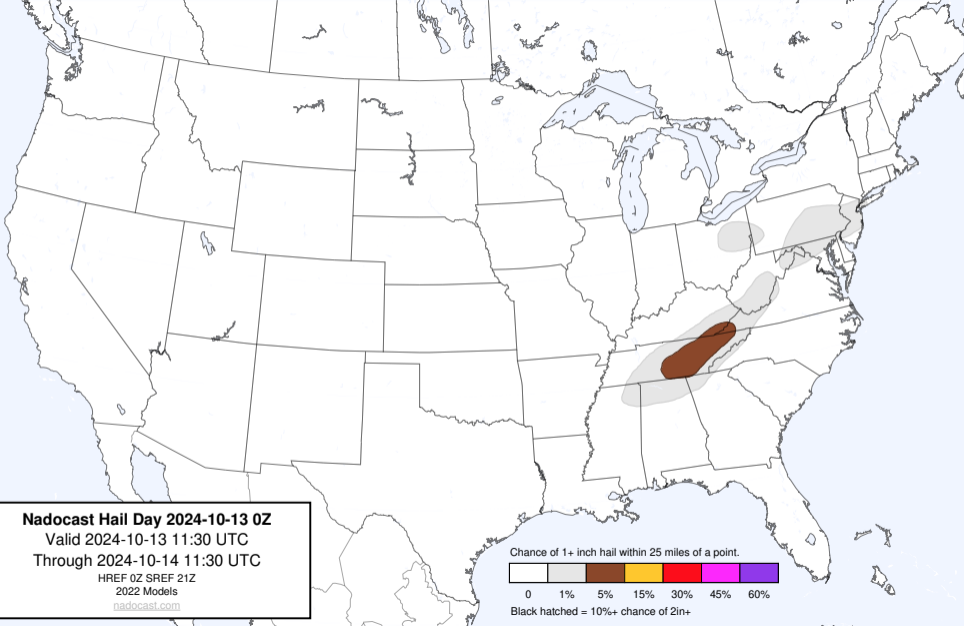 Nadocast Hail Day 2024-10-13 0Z
Valid 2024-10-13 11:30 UTC
Through 2024-10-14 11:30 UTC
HREF 0Z SREF 21Z
2022 Models
nadocast.com
Chance of 1+ inch hail within 25 miles of a point.
0 1% 5% 15% 30% 45% 60%
Black hatched = 10%+ chance of 2in+